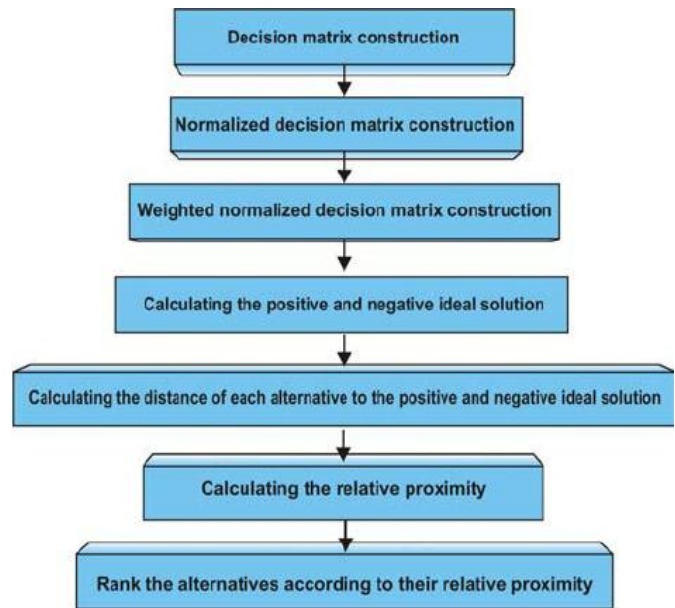 Decision matrix construction
Normalized decision matrix construction
Weighted normalized decision matrix construction
Calculating the positive and negative ideal solution
Calculating the distance of each alternative to the positive and negative ideal solution
Calculating the relative proximity
Rank the alternatives according to their relative proximity